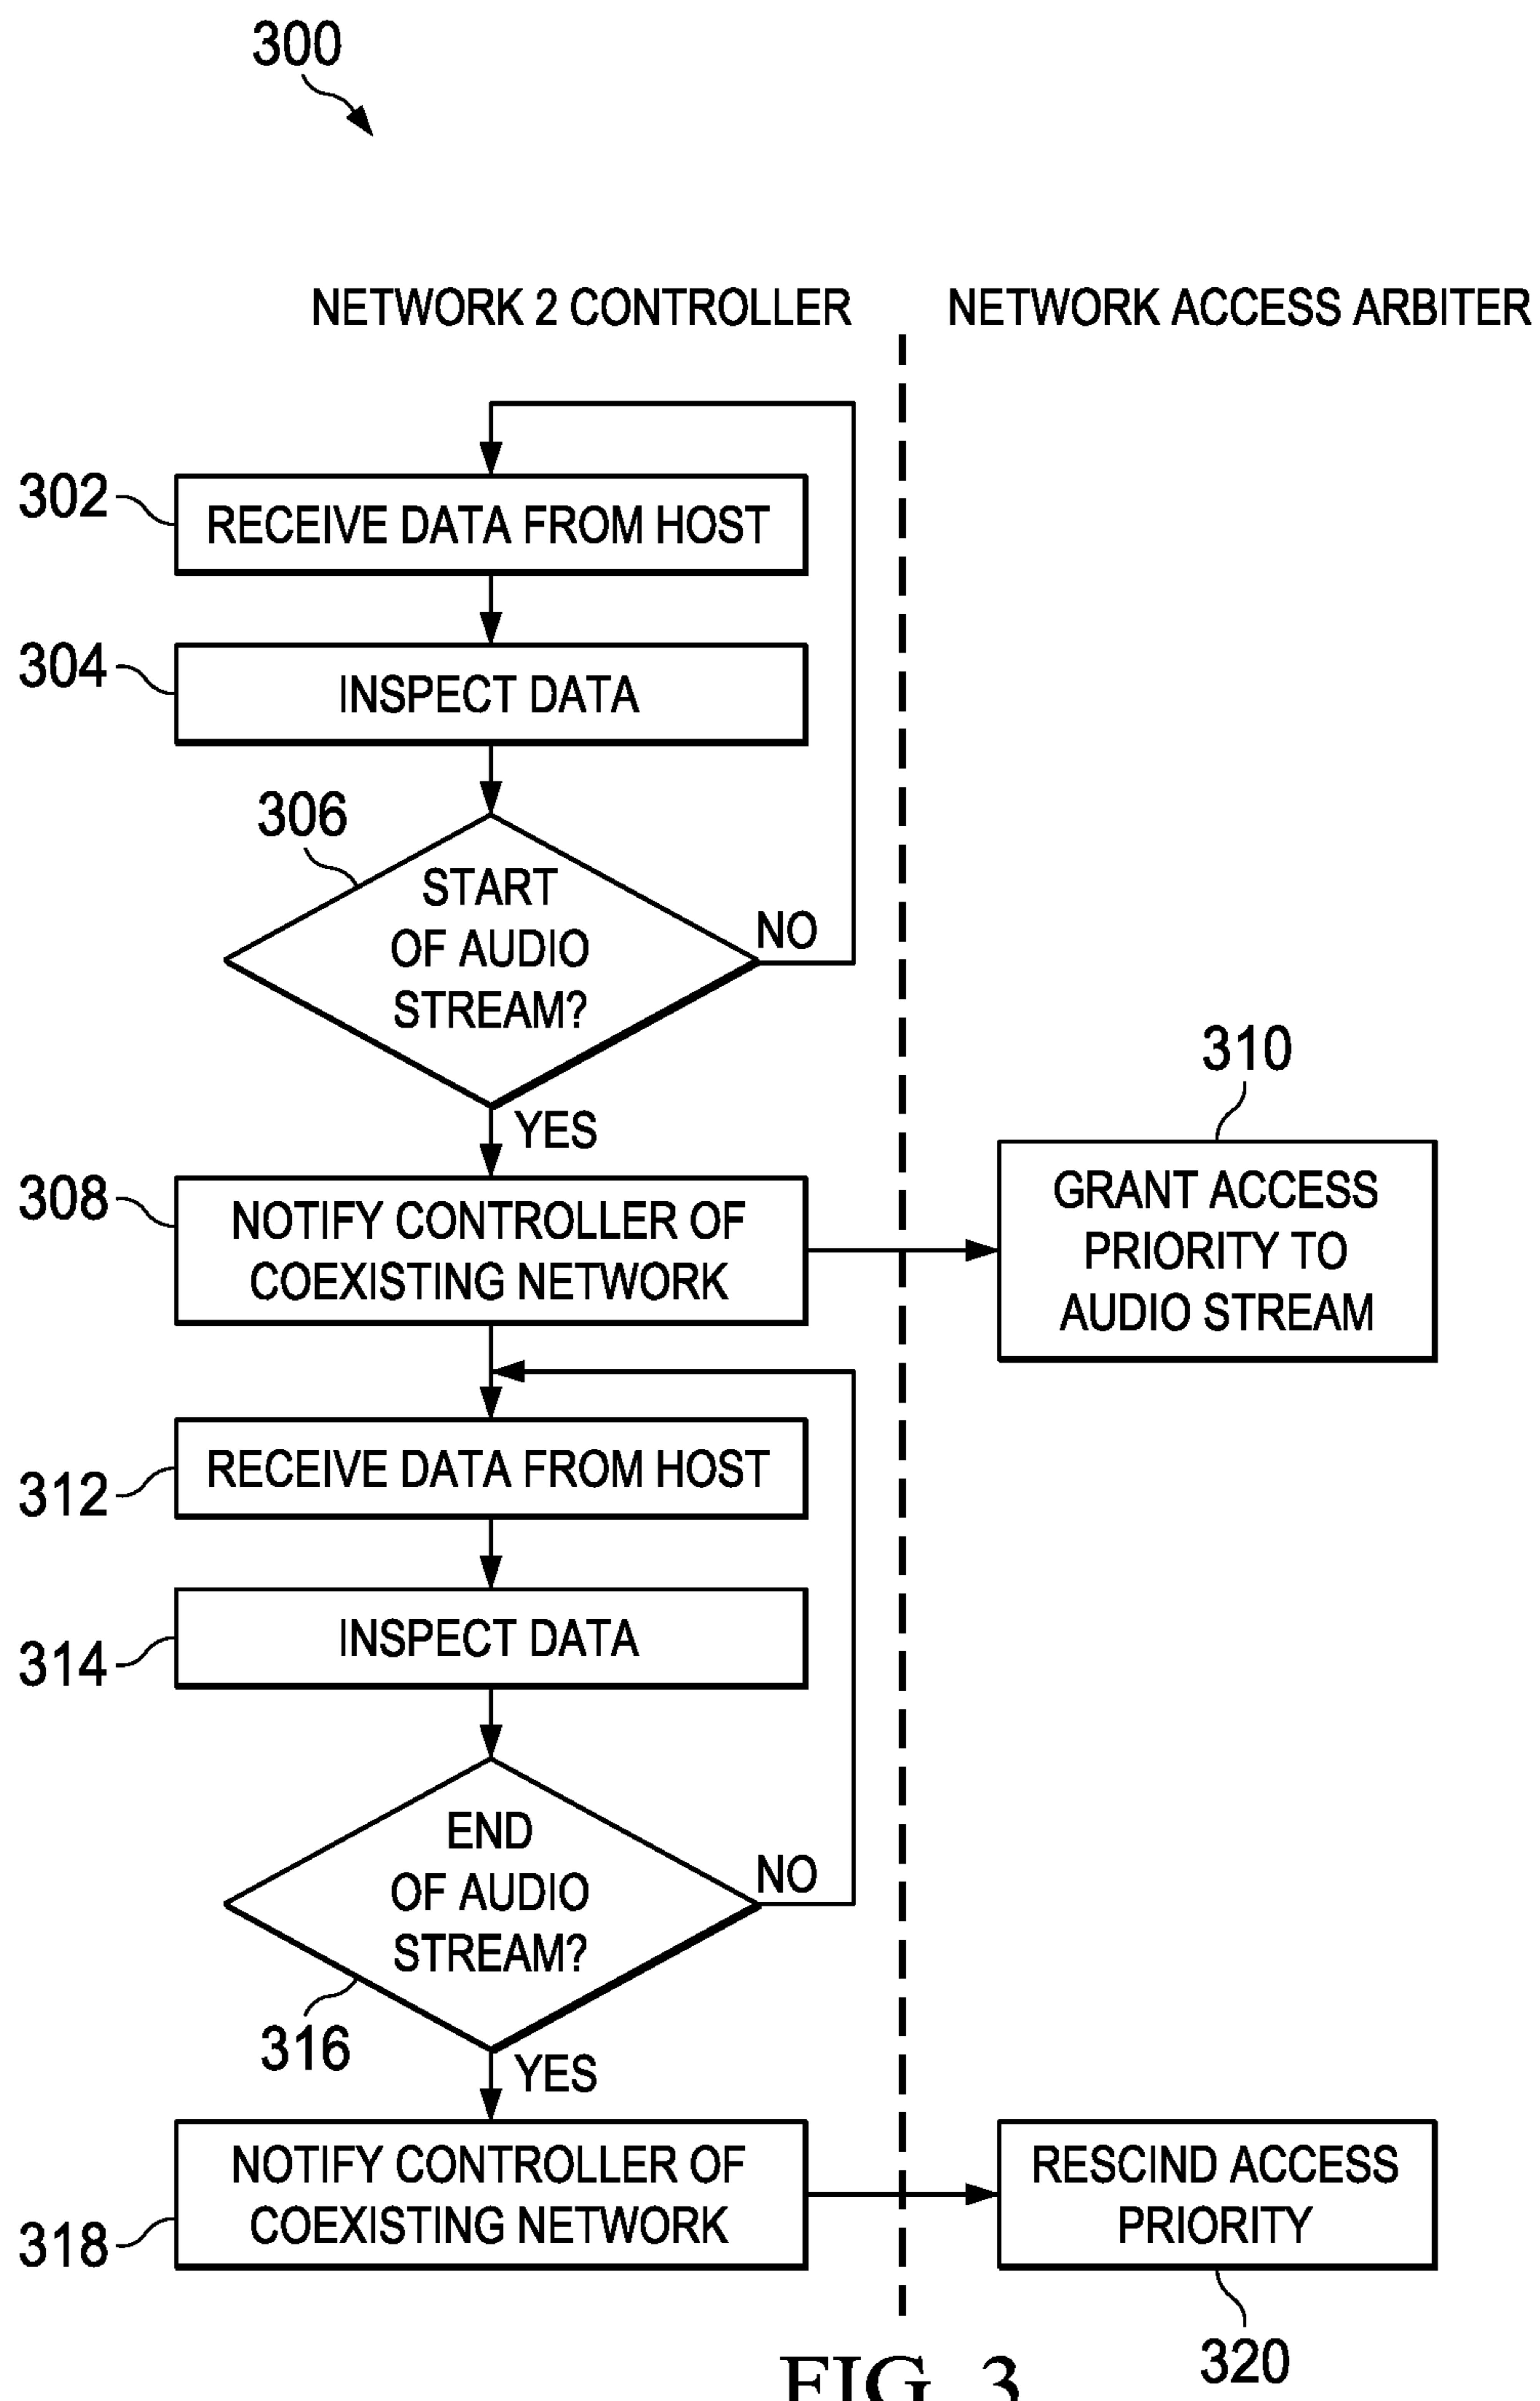 300
NETWORK 2 CONTROLLER
NETWORK ACCESS ARBITER
302
RECEIVE DATA FROM HOST
304
INSPECT DATA
306
START
OF AUDIO
STREAM?
NO
YES
308
NOTIFY CONTROLLER OF
COEXISTING NETWORK
310
GRANT ACCESS
PRIORITY TO
AUDIO STREAM
312
RECEIVE DATA FROM HOST
314
INSPECT DATA
END
OF AUDIO
STREAM?
NO
316
YES
318
NOTIFY CONTROLLER OF
COEXISTING NETWORK
RESCIND ACCESS
PRIORITY
320
FIG. 3